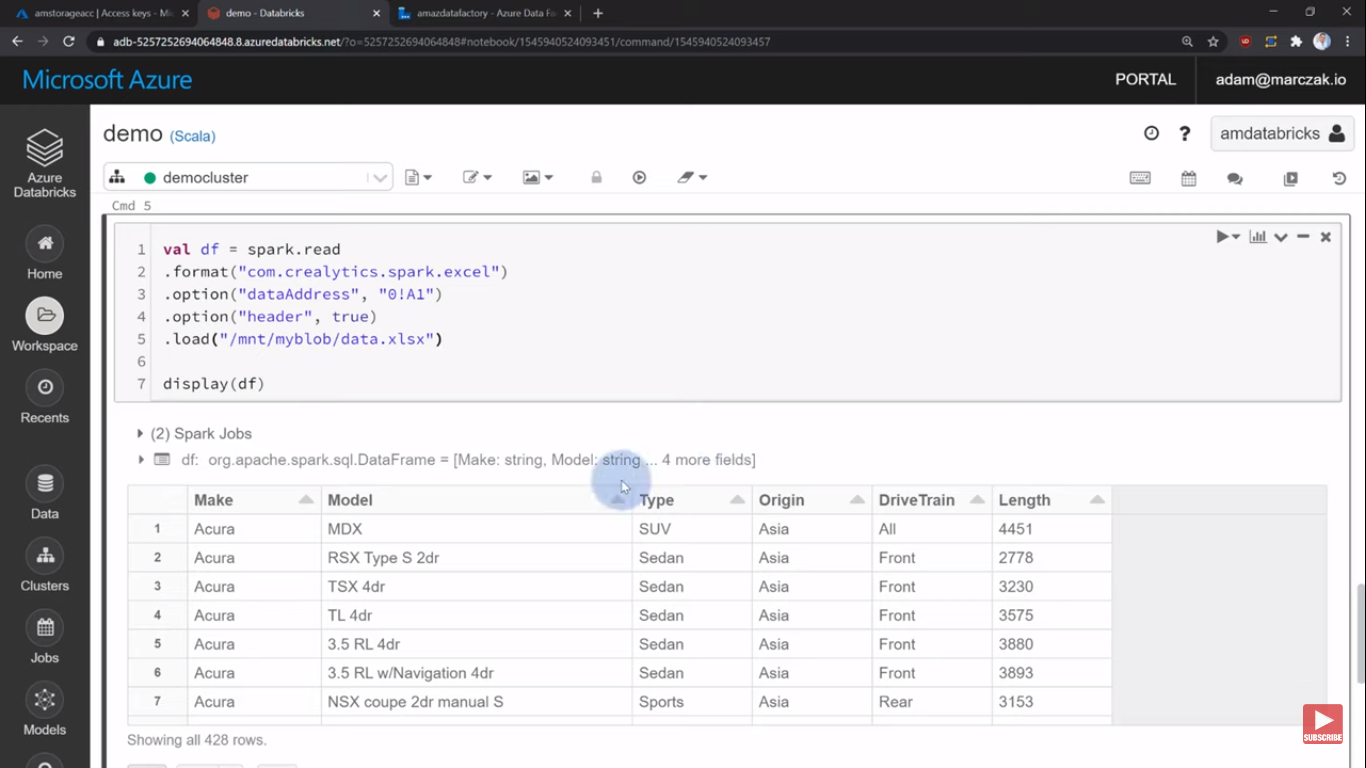 amstorageacc | Access keys - Mi
demo - Databricks
amazdatafactory - Azure Data Fa
adb-5257252694064848.8.azuredatabricks.net/?o=5257252694064848#notebook/1545940524093451/command/1545940524093457
Microsoft Azure
PORTAL
adam@marczak.io
Azure
Databricks
Home
Workspace
Recents
Data
Clusters
Jobs
Models
demo (Scala)
? amdatabricks
democluster
Cmd 5
1 val df = spark.read
2 .format("com.crealytics.spark.excel")
3 .option("dataAddress", "0!A1")
4 .option("header", true)
5 .load("/mnt/myblob/data.xlsx")
6
7 display(df)
(2) Spark Jobs
df: org.apache.spark.sql.DataFrame = [Make: string, Model: string ... 4 more fields]
Make Model Type Origin DriveTrain Length
1 Acura MDX SUV Asia All 4451
2 Acura RSX Type S 2dr Sedan Asia Front 2778
3 Acura TSX 4dr Sedan Asia Front 3230
4 Acura TL 4dr Sedan Asia Front 3575
5 Acura 3.5 RL 4dr Sedan Asia Front 3880
6 Acura 3.5 RL w/Navigation 4dr Sedan Asia Front 3893
7 Acura NSX coupe 2dr manual S Sports Asia Rear 3153
Showing all 428 rows.
SUBSCRIBE